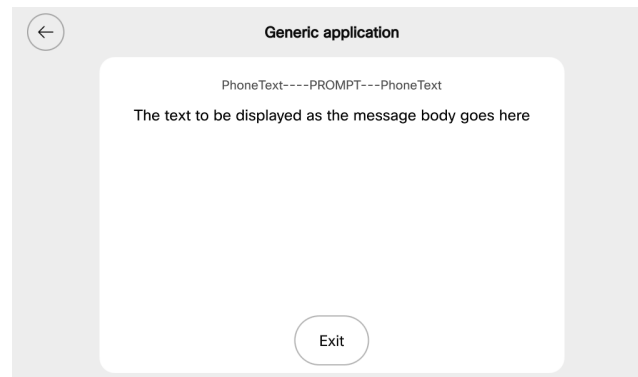 Generic application
PhoneText----PROMPT---PhoneText
The text to be displayed as the message body goes here
Exit